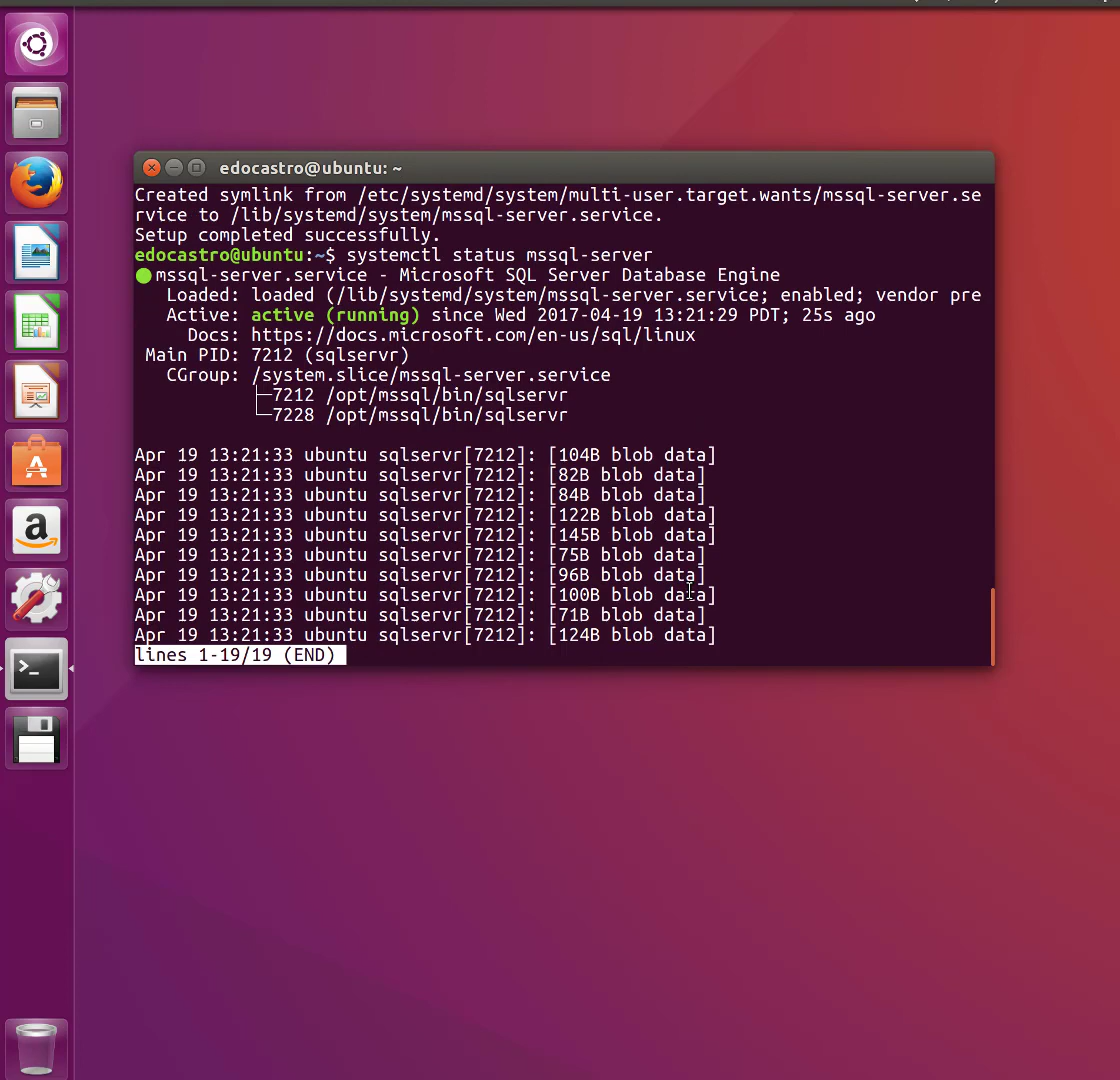 edocastro@ubuntu: ~
Created symlink from /etc/systemd/system/multi-user.target.wants/mssql-server.se
rvice to /lib/systemd/system/mssql-server.service.
Setup completed successfully.
edocastro@ubuntu:~$ systemctl status mssql-server
● mssql-server.service - Microsoft SQL Server Database Engine
   Loaded: loaded (/lib/systemd/system/mssql-server.service; enabled; vendor pre
   Active: active (running) since Wed 2017-04-19 13:21:29 PDT; 25s ago
     Docs: https://docs.microsoft.com/en-us/sql/linux
 Main PID: 7212 (sqlservr)
   CGroup: /system.slice/mssql-server.service
           ├─7212 /opt/mssql/bin/sqlservr
           └─7228 /opt/mssql/bin/sqlservr
Apr 19 13:21:33 ubuntu sqlservr[7212]: [104B blob data]
Apr 19 13:21:33 ubuntu sqlservr[7212]: [82B blob data]
Apr 19 13:21:33 ubuntu sqlservr[7212]: [84B blob data]
Apr 19 13:21:33 ubuntu sqlservr[7212]: [122B blob data]
Apr 19 13:21:33 ubuntu sqlservr[7212]: [145B blob data]
Apr 19 13:21:33 ubuntu sqlservr[7212]: [75B blob data]
Apr 19 13:21:33 ubuntu sqlservr[7212]: [96B blob data]
Apr 19 13:21:33 ubuntu sqlservr[7212]: [100B blob data]
Apr 19 13:21:33 ubuntu sqlservr[7212]: [71B blob data]
Apr 19 13:21:33 ubuntu sqlservr[7212]: [124B blob data]
lines 1-19/19 (END)